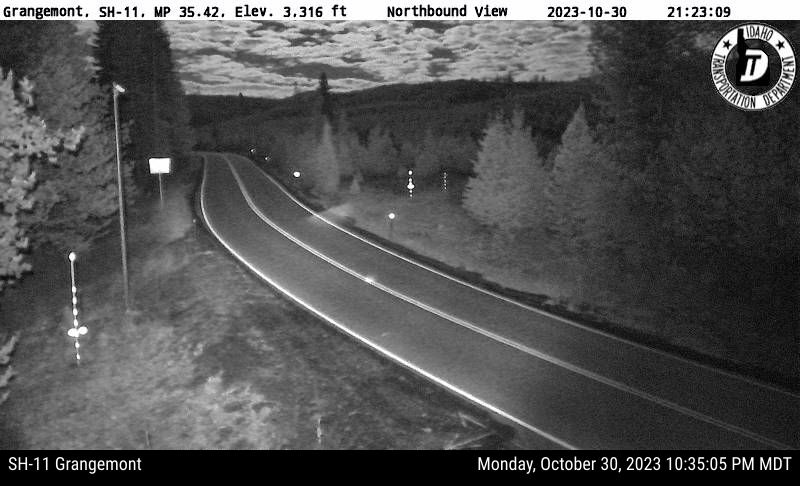 Grangemont, SH-11, MP 35.42, Elev. 3,316 ft Northbound View 2023-10-30 21:23:09
IDAHO
TRANSPORTATION DEPARTMENT
SH-11 Grangemont Monday, October 30, 2023 10:35:05 PM MDT